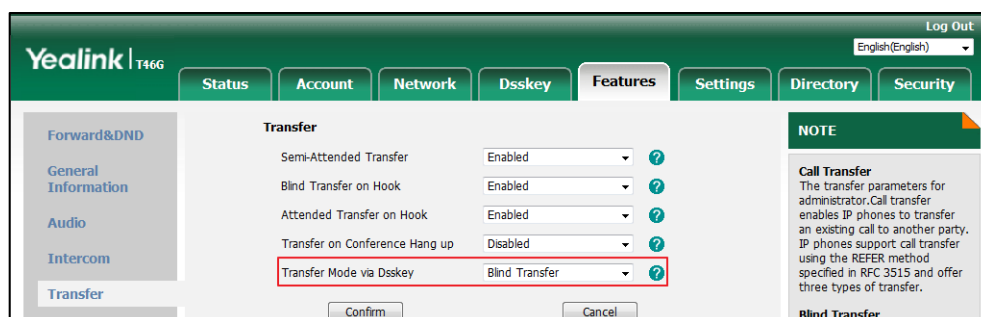 Log Out
Yealink T46G
English(English)
Status Account Network Dsskey Features Settings Directory Security
Forward&DND
General
Information
Audio
Intercom
Transfer
Transfer
Semi-Attended Transfer Enabled
Blind Transfer on Hook Enabled
Attended Transfer on Hook Enabled
Transfer on Conference Hang up Disabled
Transfer Mode via Dsskey Blind Transfer
Confirm Cancel
NOTE
Call Transfer
The transfer parameters for
administrator.Call transfer
enables IP phones to transfer
an existing call to another party.
IP phones support call transfer
using the REFER method
specified in RFC 3515 and offer
three types of transfer.
Blind Transfer